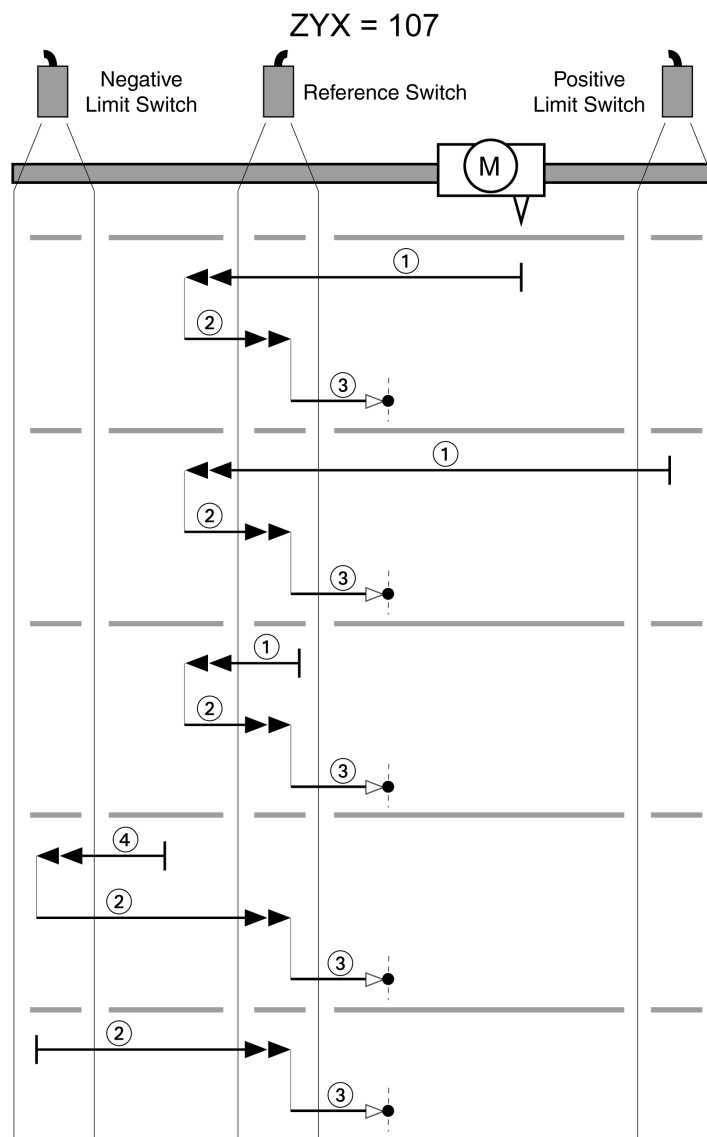 ZYX = 107
Negative
Limit Switch
Reference Switch
Positive
Limit Switch
M
1
2
3
1
2
3
1
2
3
4
2
3
2
3